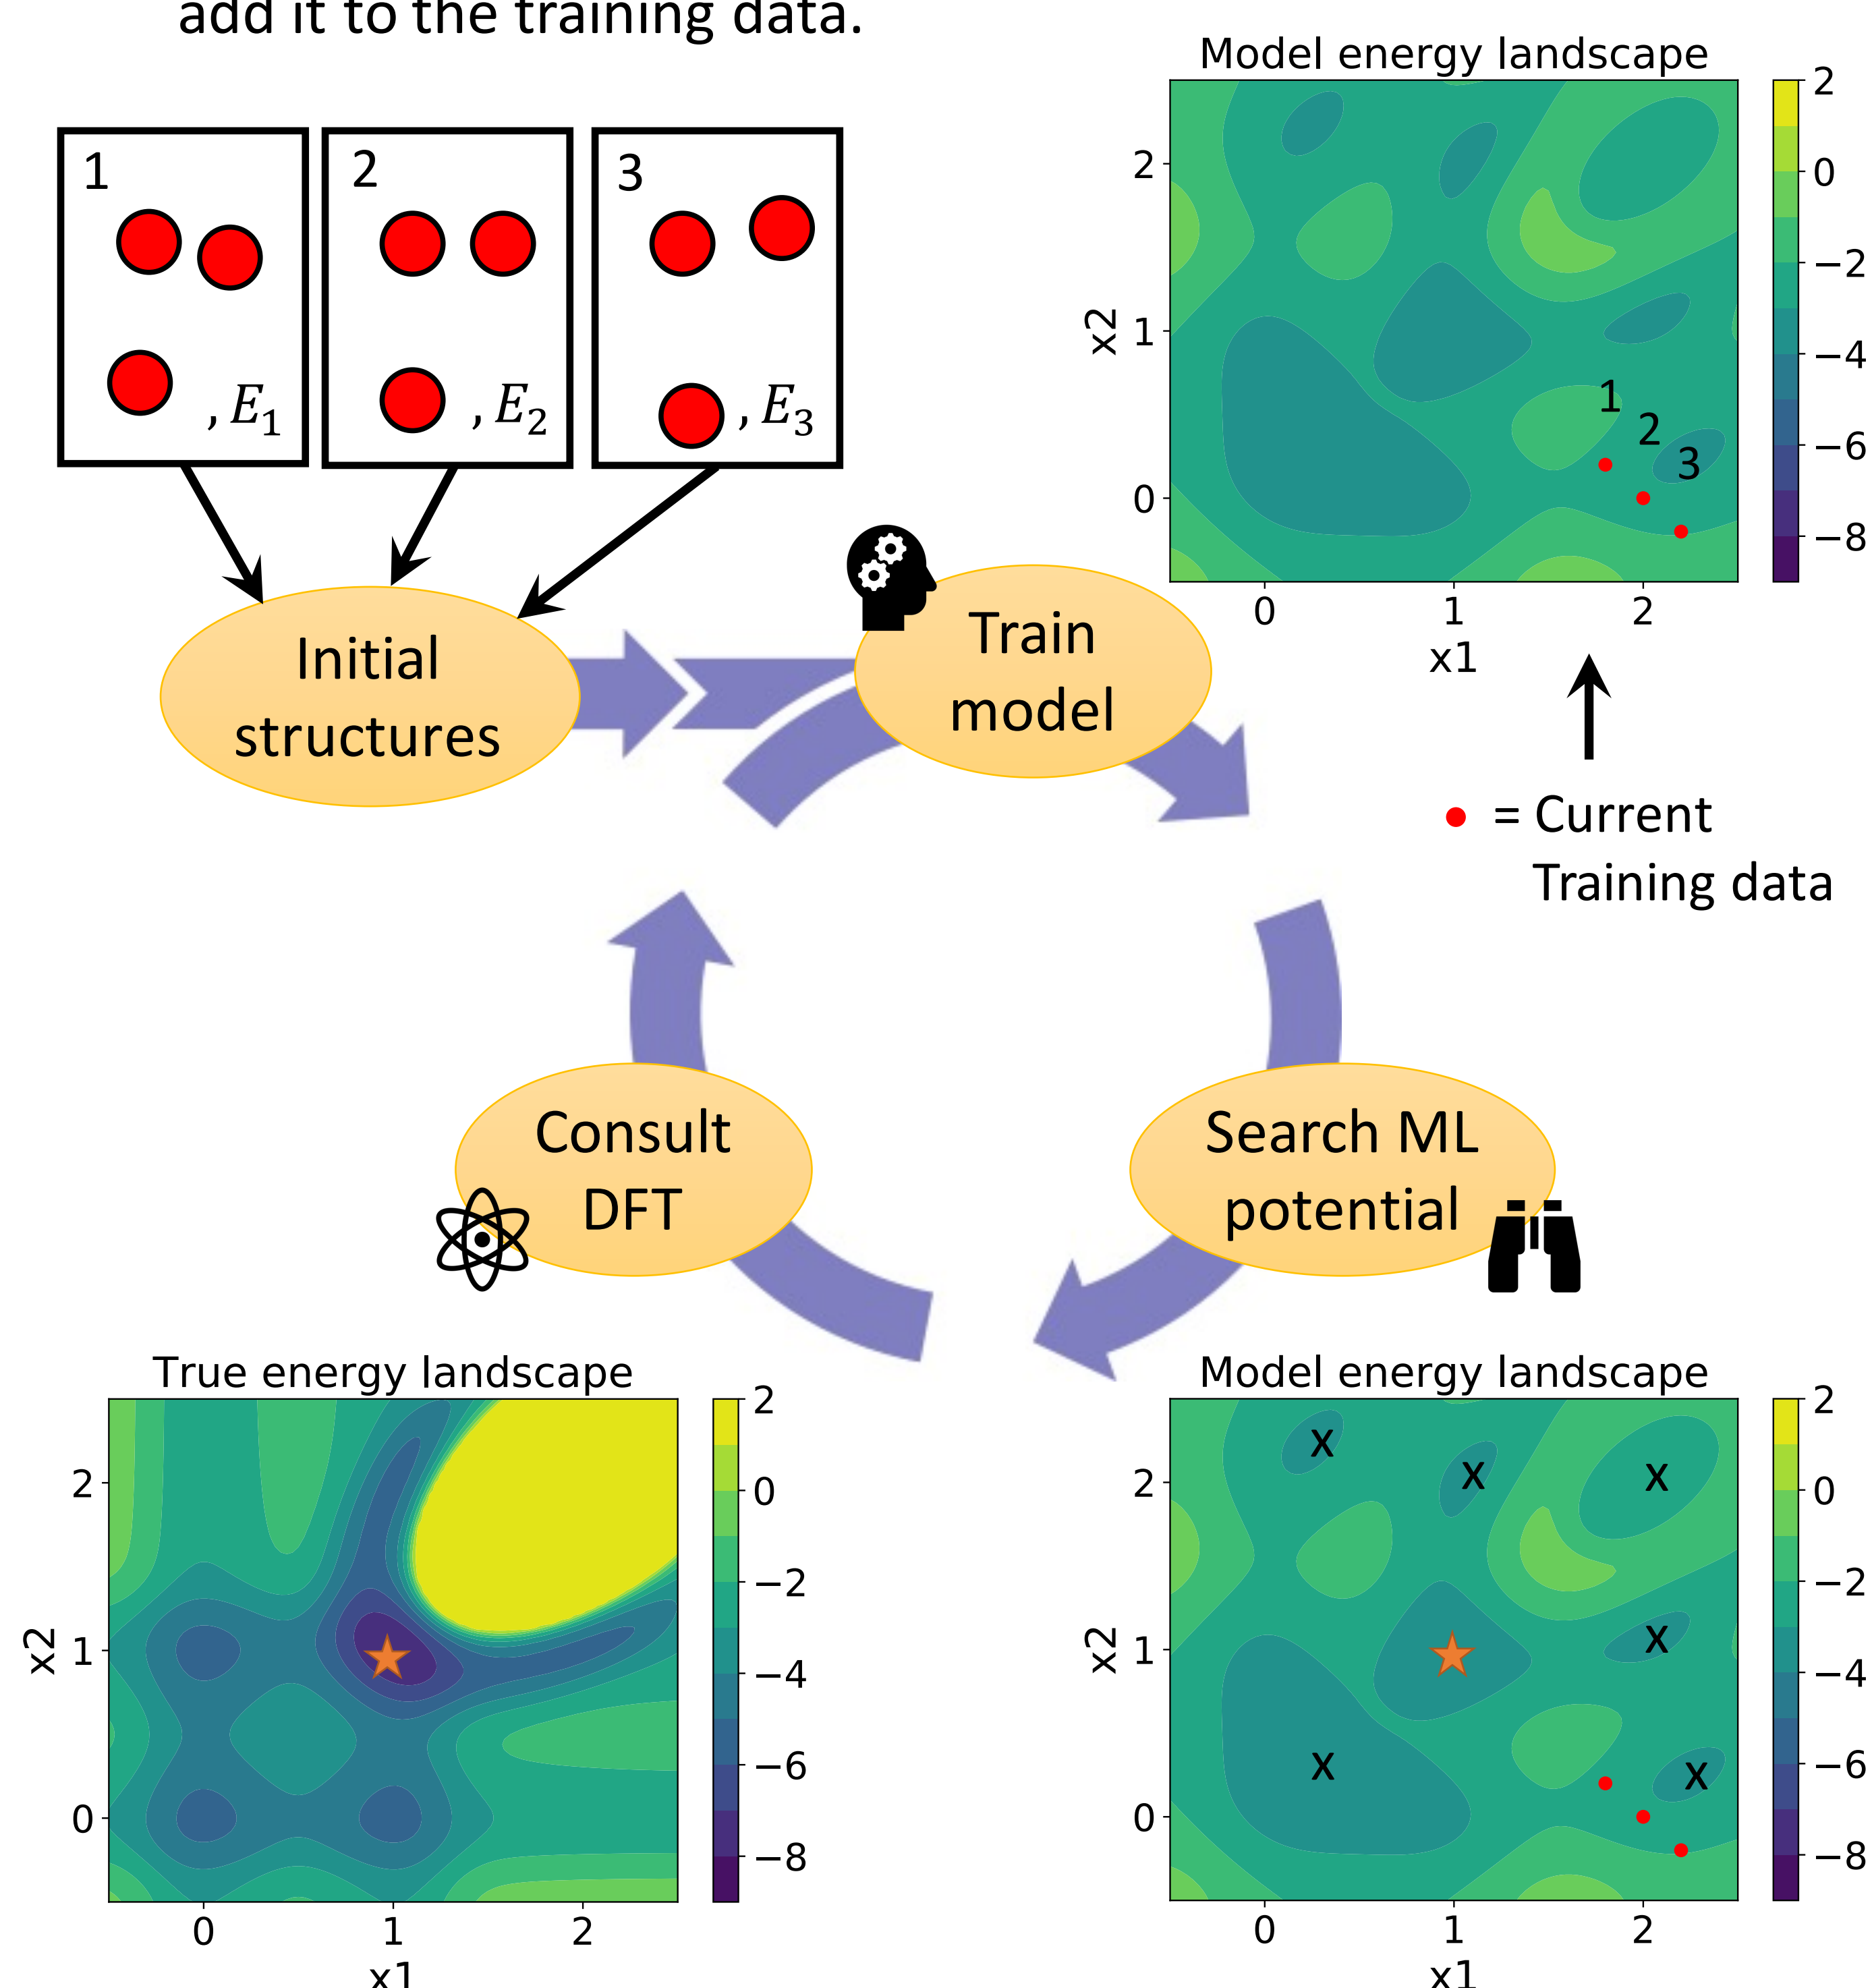 add it to the training data.
1
, E1
2
, E2
3
, E3
Model energy landscape
2
1
0
x2
0
1
2
x1
1
2
3
2
0
−2
−4
−6
−8
Initial
structures
Train
model
= Current
Training data
Consult
DFT
Search ML
potential
True energy landscape
2
1
0
x2
0
1
2
x1
2
0
−2
−4
−6
−8
Model energy landscape
2
1
0
x2
0
1
2
x1
x
x
x
x
x
x
2
0
−2
−4
−6
−8